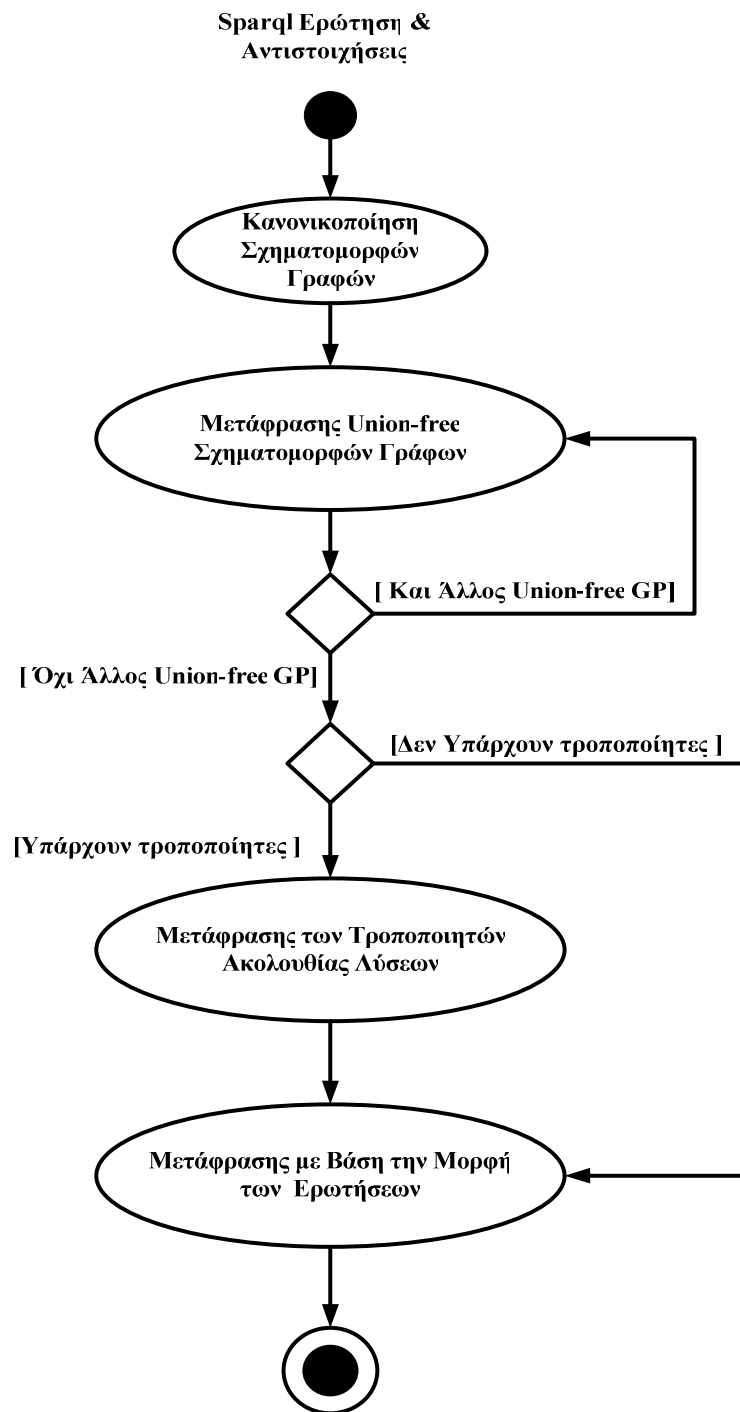 Sparql Ερώτηση &
Αντιστοιχήσεις
Κανονικοποίηση
Σχηματομορφών
Γραφών
Μετάφρασης Union-free
Σχηματομορφών Γράφων
[ Και Άλλος Union-free GP]
[ Όχι Άλλος Union-free GP]
[Δεν Υπάρχουν τροποποίητες ]
[Υπάρχουν τροποποίητες ]
Μετάφρασης των Τροποποιητών
Ακολουθίας Λύσεων
Μετάφρασης με Βάση την Μορφή
των Ερωτήσεων